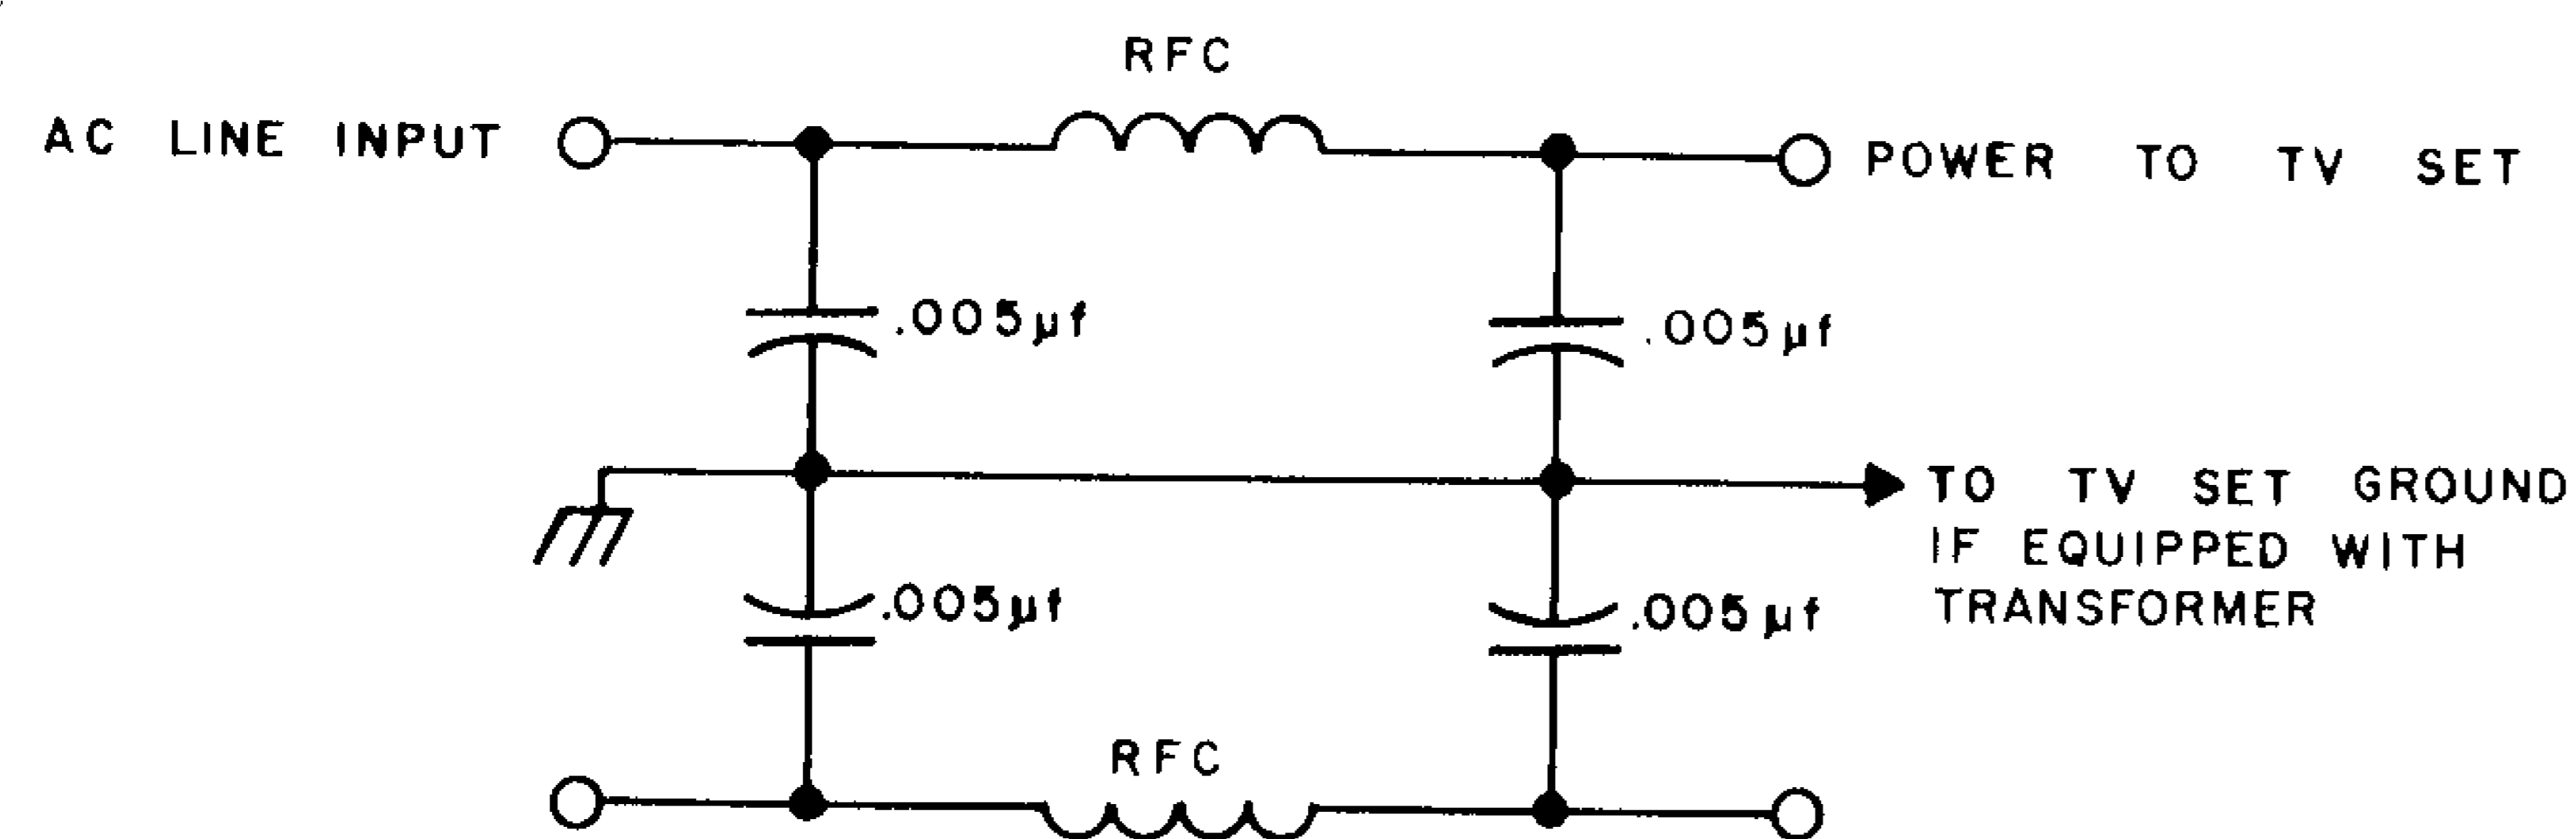 RFC
AC LINE INPUT
POWER TO TV SET
.005µf
.005µf
TO TV SET GROUND
IF EQUIPPED WITH
TRANSFORMER
.005µf
.005µf
RFC